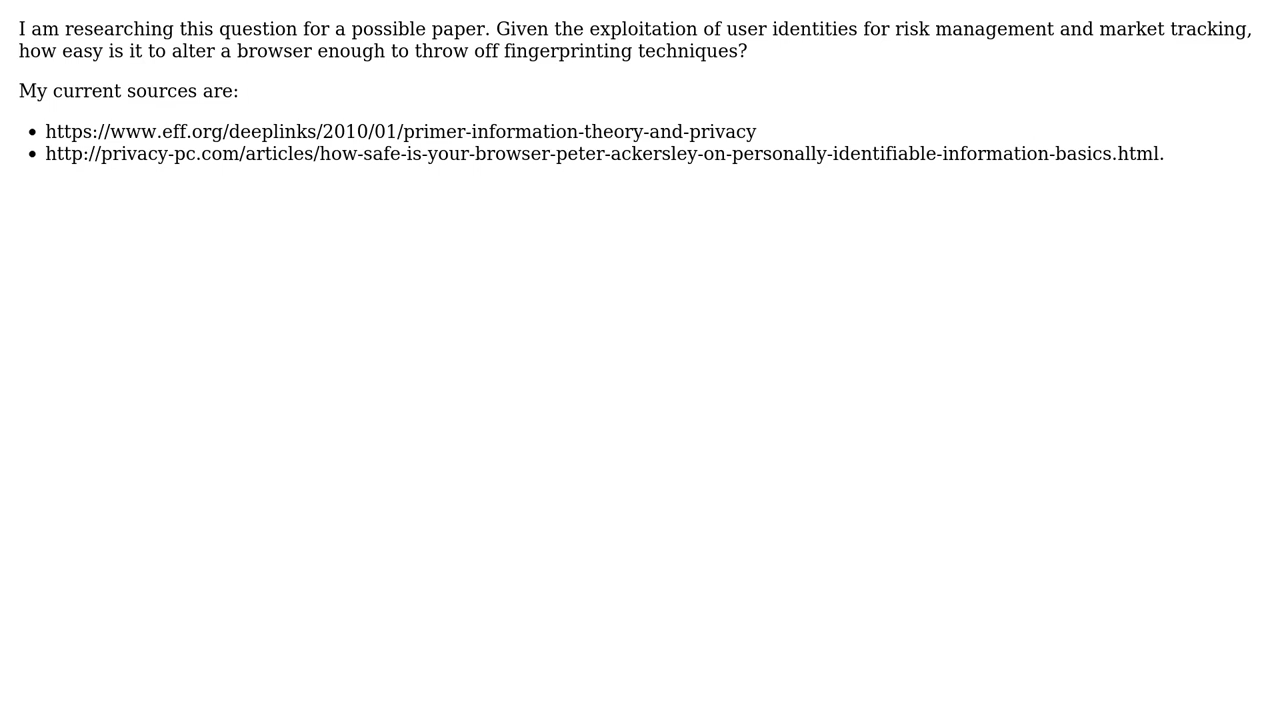 I am researching this question for a possible paper. Given the exploitation of user identities for risk management and market tracking,
how easy is it to alter a browser enough to throw off fingerprinting techniques?
My current sources are:
• https://www.eff.org/deeplinks/2010/01/primer-information-theory-and-privacy
• http://privacy-pc.com/articles/how-safe-is-your-browser-peter-ackersley-on-personally-identifiable-information-basics.html.